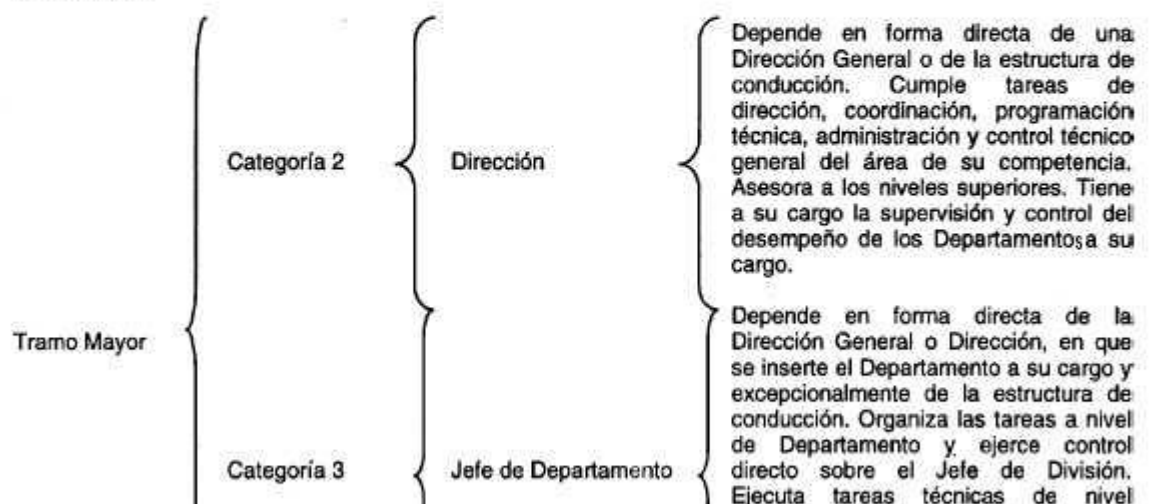 Depende en forma directa de una
Dirección General o de la estructura de
conducción. Cumple tareas de
dirección, coordinación, programación
técnica, administración y control técnico
Categoría 2 Dirección general del área de su competencia.
Asesora a los niveles superiores. Tiene
a su cargo la supervisión y control del
desempeño de los Departamentos a su
cargo.
Tramo Mayor
Depende en forma directa de la
Dirección General o Dirección, en que
se inserte el Departamento a su cargo y
excepcionalmente de la estructura de
conducción. Organiza las tareas a nivel
de Departamento y ejerce control
Categoría 3 Jefe de Departamento directo sobre el Jefe de División.
Ejecuta tareas técnicas de nivel